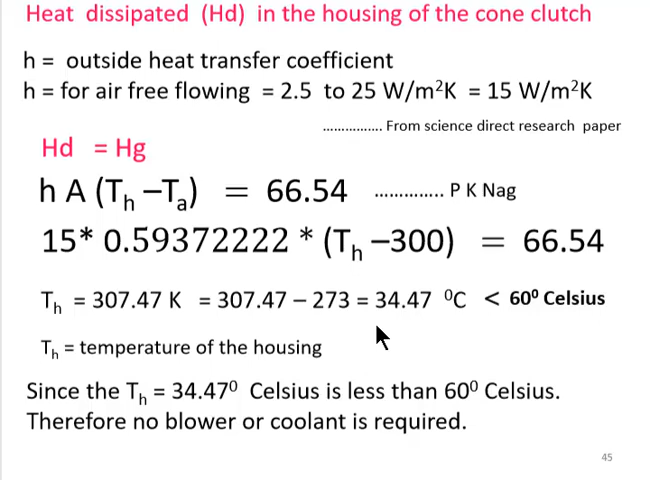 Heat dissipated (Hd) in the housing of the cone clutch
h = outside heat transfer coefficient
h = for air free flowing = 2.5 to 25 W/m²K = 15 W/m²K
................ From science direct research paper
Hd = Hg
h A (Tₕ –Tₐ) = 66.54 .............. P K Nag
15* 0.59372222 * (Tₕ –300) = 66.54
Tₕ = 307.47 K = 307.47 – 273 = 34.47 ⁰C < 60⁰ Celsius
Tₕ = temperature of the housing
Since the Tₕ = 34.47⁰ Celsius is less than 60⁰ Celsius.
Therefore no blower or coolant is required.
45